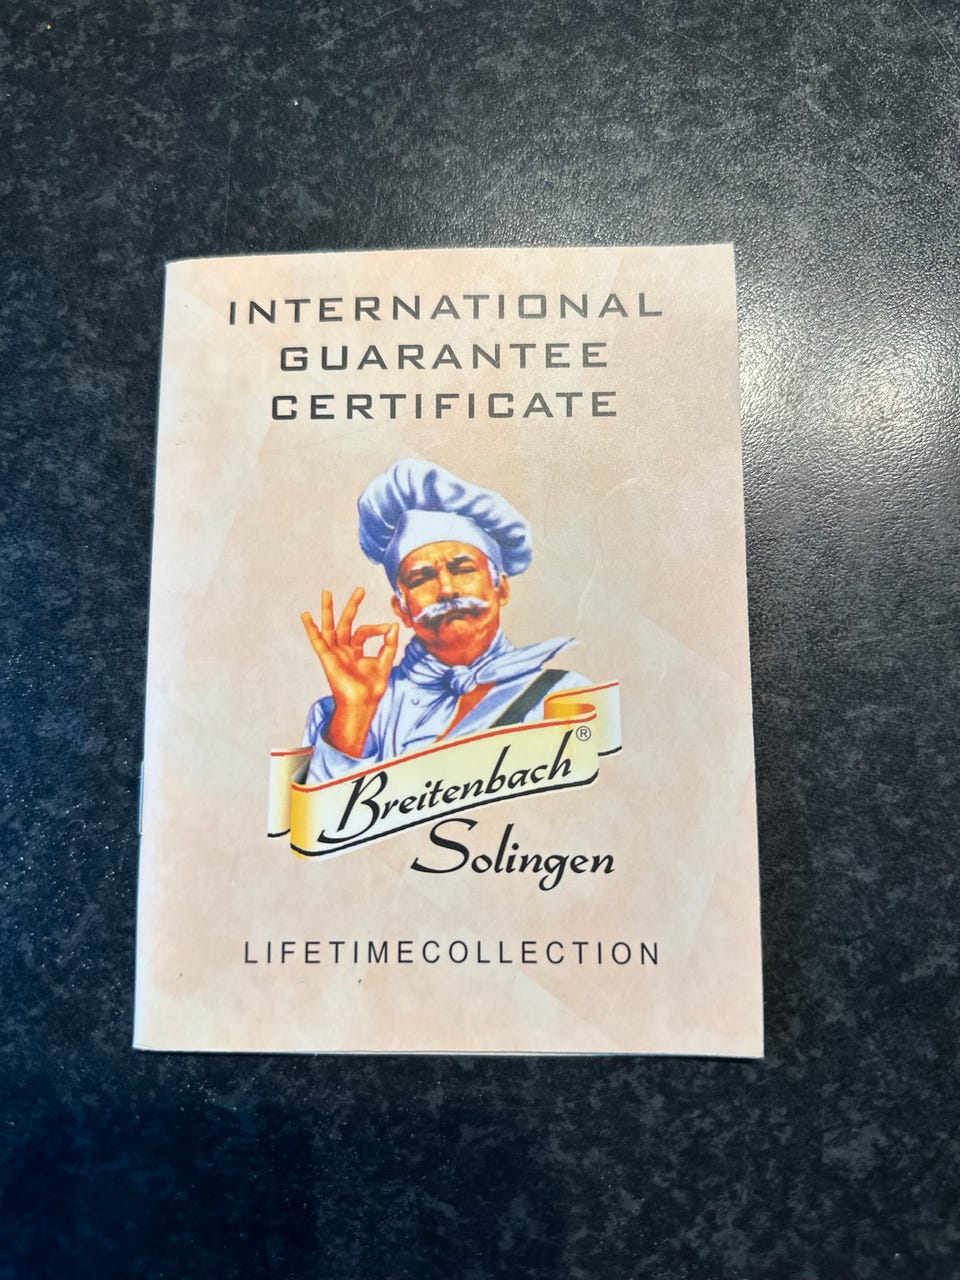 INTERNATIONAL
GUARANTEE
CERTIFICATE
Breitenbach®
Solingen
LIFETIMECOLLECTION